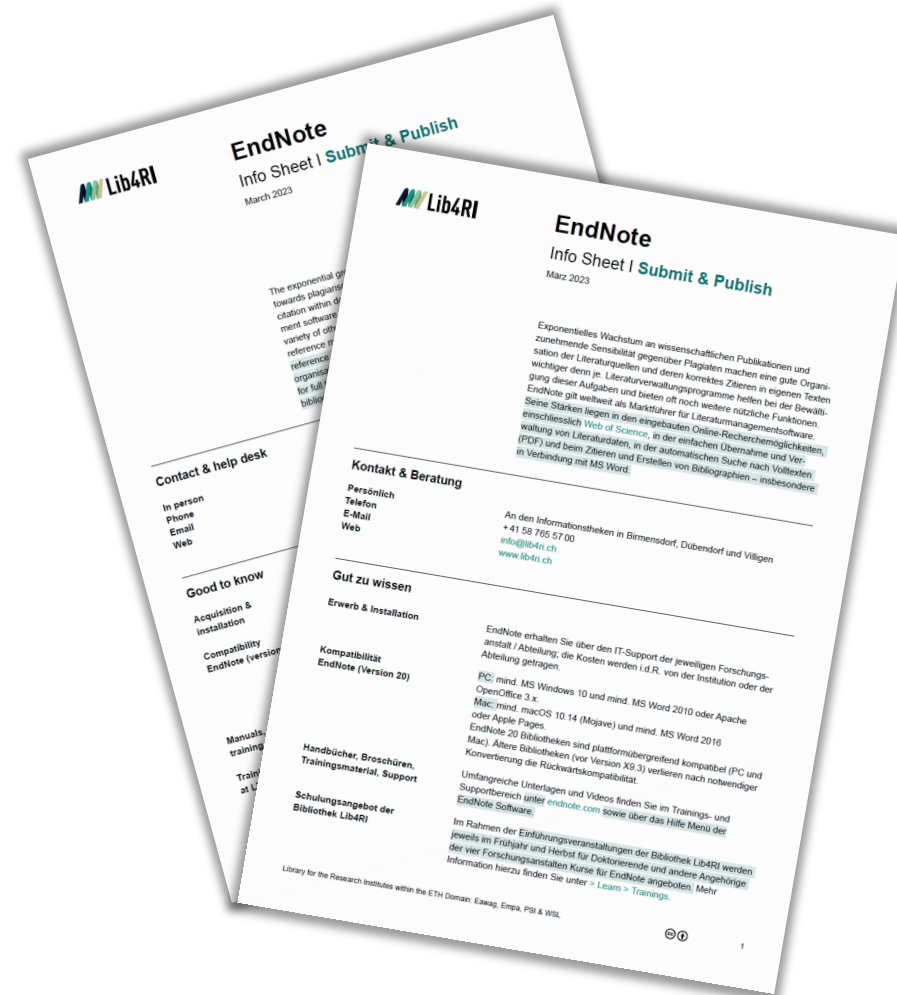 Lib4RI
EndNote
Info Sheet I Submit & Publish
March 2023
The exponential
towards
citation within
ment software
variety of
reference
reference
for full
Contact & help desk
In person
Phone
Email
Web
Good to know
Acquisition &
installation
Compatibility
EndNote
Manuals,
training
at
Lib4RI
EndNote
Info Sheet I Submit & Publish
März 2023
Exponentielles Wachstum an wissenschaftlichen Publikationen und
zunehmende Sensibilität gegenüber Plagiaten machen eine gute Organi-
sation der Literaturquellen und deren korrektes Zitieren in eigenen Texten
wichtiger denn je. Literaturverwaltungsprogramme helfen bei der Bewälti-
gung dieser Aufgaben und bieten oft noch weitere nützliche Funktionen.
EndNote gilt weltweit als Marktführer für Literaturmanagementsoftware.
Seine Stärken liegen in den eingebauten Online-Recherchemöglichkeiten,
einschliesslich Web of Science, in der einfachen Übernahme und Ver-
waltung von Literaturdaten, in der automatischen Suche nach Volltexten
(PDF) und beim Zitieren und Erstellen von Bibliographien – insbesondere
in Verbindung mit MS Word.
Kontakt & Beratung
Persönlich An den Informationstheken in Birmensdorf, Dübendorf und Villigen
Telefon +41 58 765 57 00
E-Mail info@lib4ri.ch
Web www.lib4ri.ch
Gut zu wissen
Erwerb & Installation
EndNote erhalten Sie über den IT-Support der jeweiligen Forschungs-
anstalt / Abteilung; die Kosten werden i.d.R. von der Institution oder der
Abteilung getragen.
Kompatibilität
EndNote (Version 20)
PC: mind. MS Windows 10 und mind. MS Word 2010 oder Apache
OpenOffice 3.x.
Mac: mind. macOS 10.14 (Mojave) und mind. MS Word 2016
oder Apple Pages.
EndNote 20 Bibliotheken sind plattformübergreifend kompatibel (PC und
Mac). Ältere Bibliotheken (vor Version X9.3) verlieren nach notwendiger
Konvertierung die Rückwärtskompatibilität.
Handbücher, Broschüren,
Trainingsmaterial, Support
Umfangreiche Unterlagen und Videos finden Sie im Trainings- und
Supportbereich unter endnote.com sowie über das Hilfe Menü der
EndNote Software.
Schulungsangebot der
Bibliothek Lib4RI
Im Rahmen der Einführungsveranstaltungen der Bibliothek Lib4RI werden
jeweils im Frühjahr und Herbst für Doktorierende und andere Angehörige
der vier Forschungsanstalten Kurse für EndNote angeboten. Mehr
Information hierzu finden Sie unter > Learn > Trainings.
Library for the Research Institutes within the ETH Domain: Eawag, Empa, PSI & WSL
1